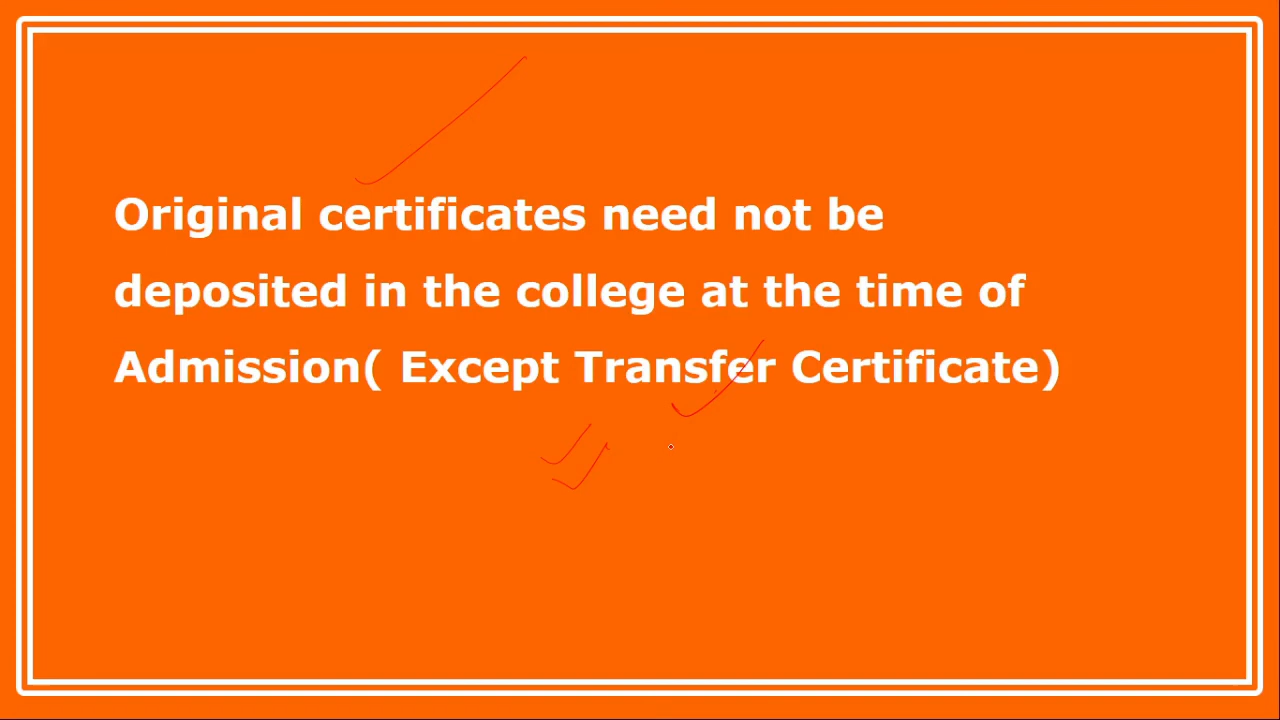 Original certificates need not be
deposited in the college at the time of
Admission( Except Transfer Certificate)